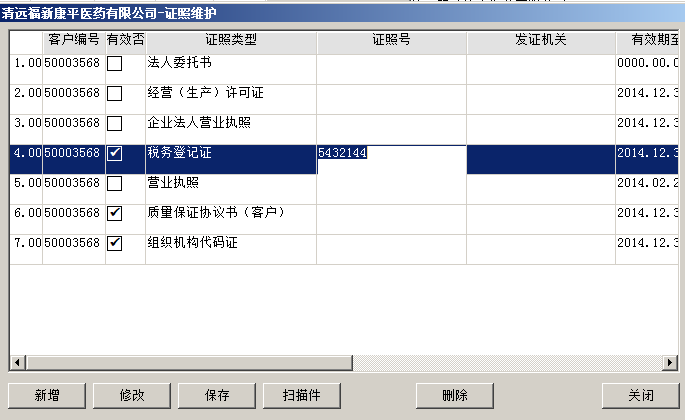 清远福新康平医药有限公司-证照维护
客户编号 有效否 证照类型 证照号 发证机关 有效期至
1.00 50003568 法人委托书 0000.00.0
2.00 50003568 经营（生产）许可证 2014.12.3
3.00 50003568 企业法人营业执照 2014.12.3
4.00 50003568 税务登记证 5432144 2014.12.3
5.00 50003568 营业执照 2014.02.2
6.00 50003568 质量保证协议书（客户） 2014.12.3
7.00 50003568 组织机构代码证 2014.12.3
新增 修改 保存 扫描件 删除 关闭